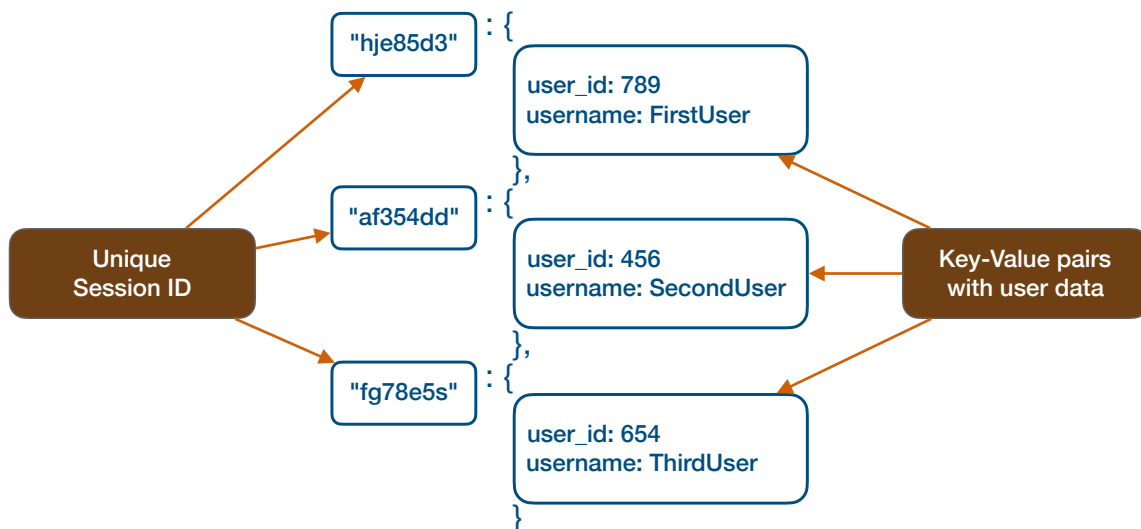 "hje85d3" : {
user_id: 789
username: FirstUser
},
"af354dd" : {
Unique
Session ID
user_id: 456
username: SecondUser
Key-Value pairs
with user data
},
"fg78e5s" : {
user_id: 654
username: ThirdUser
}